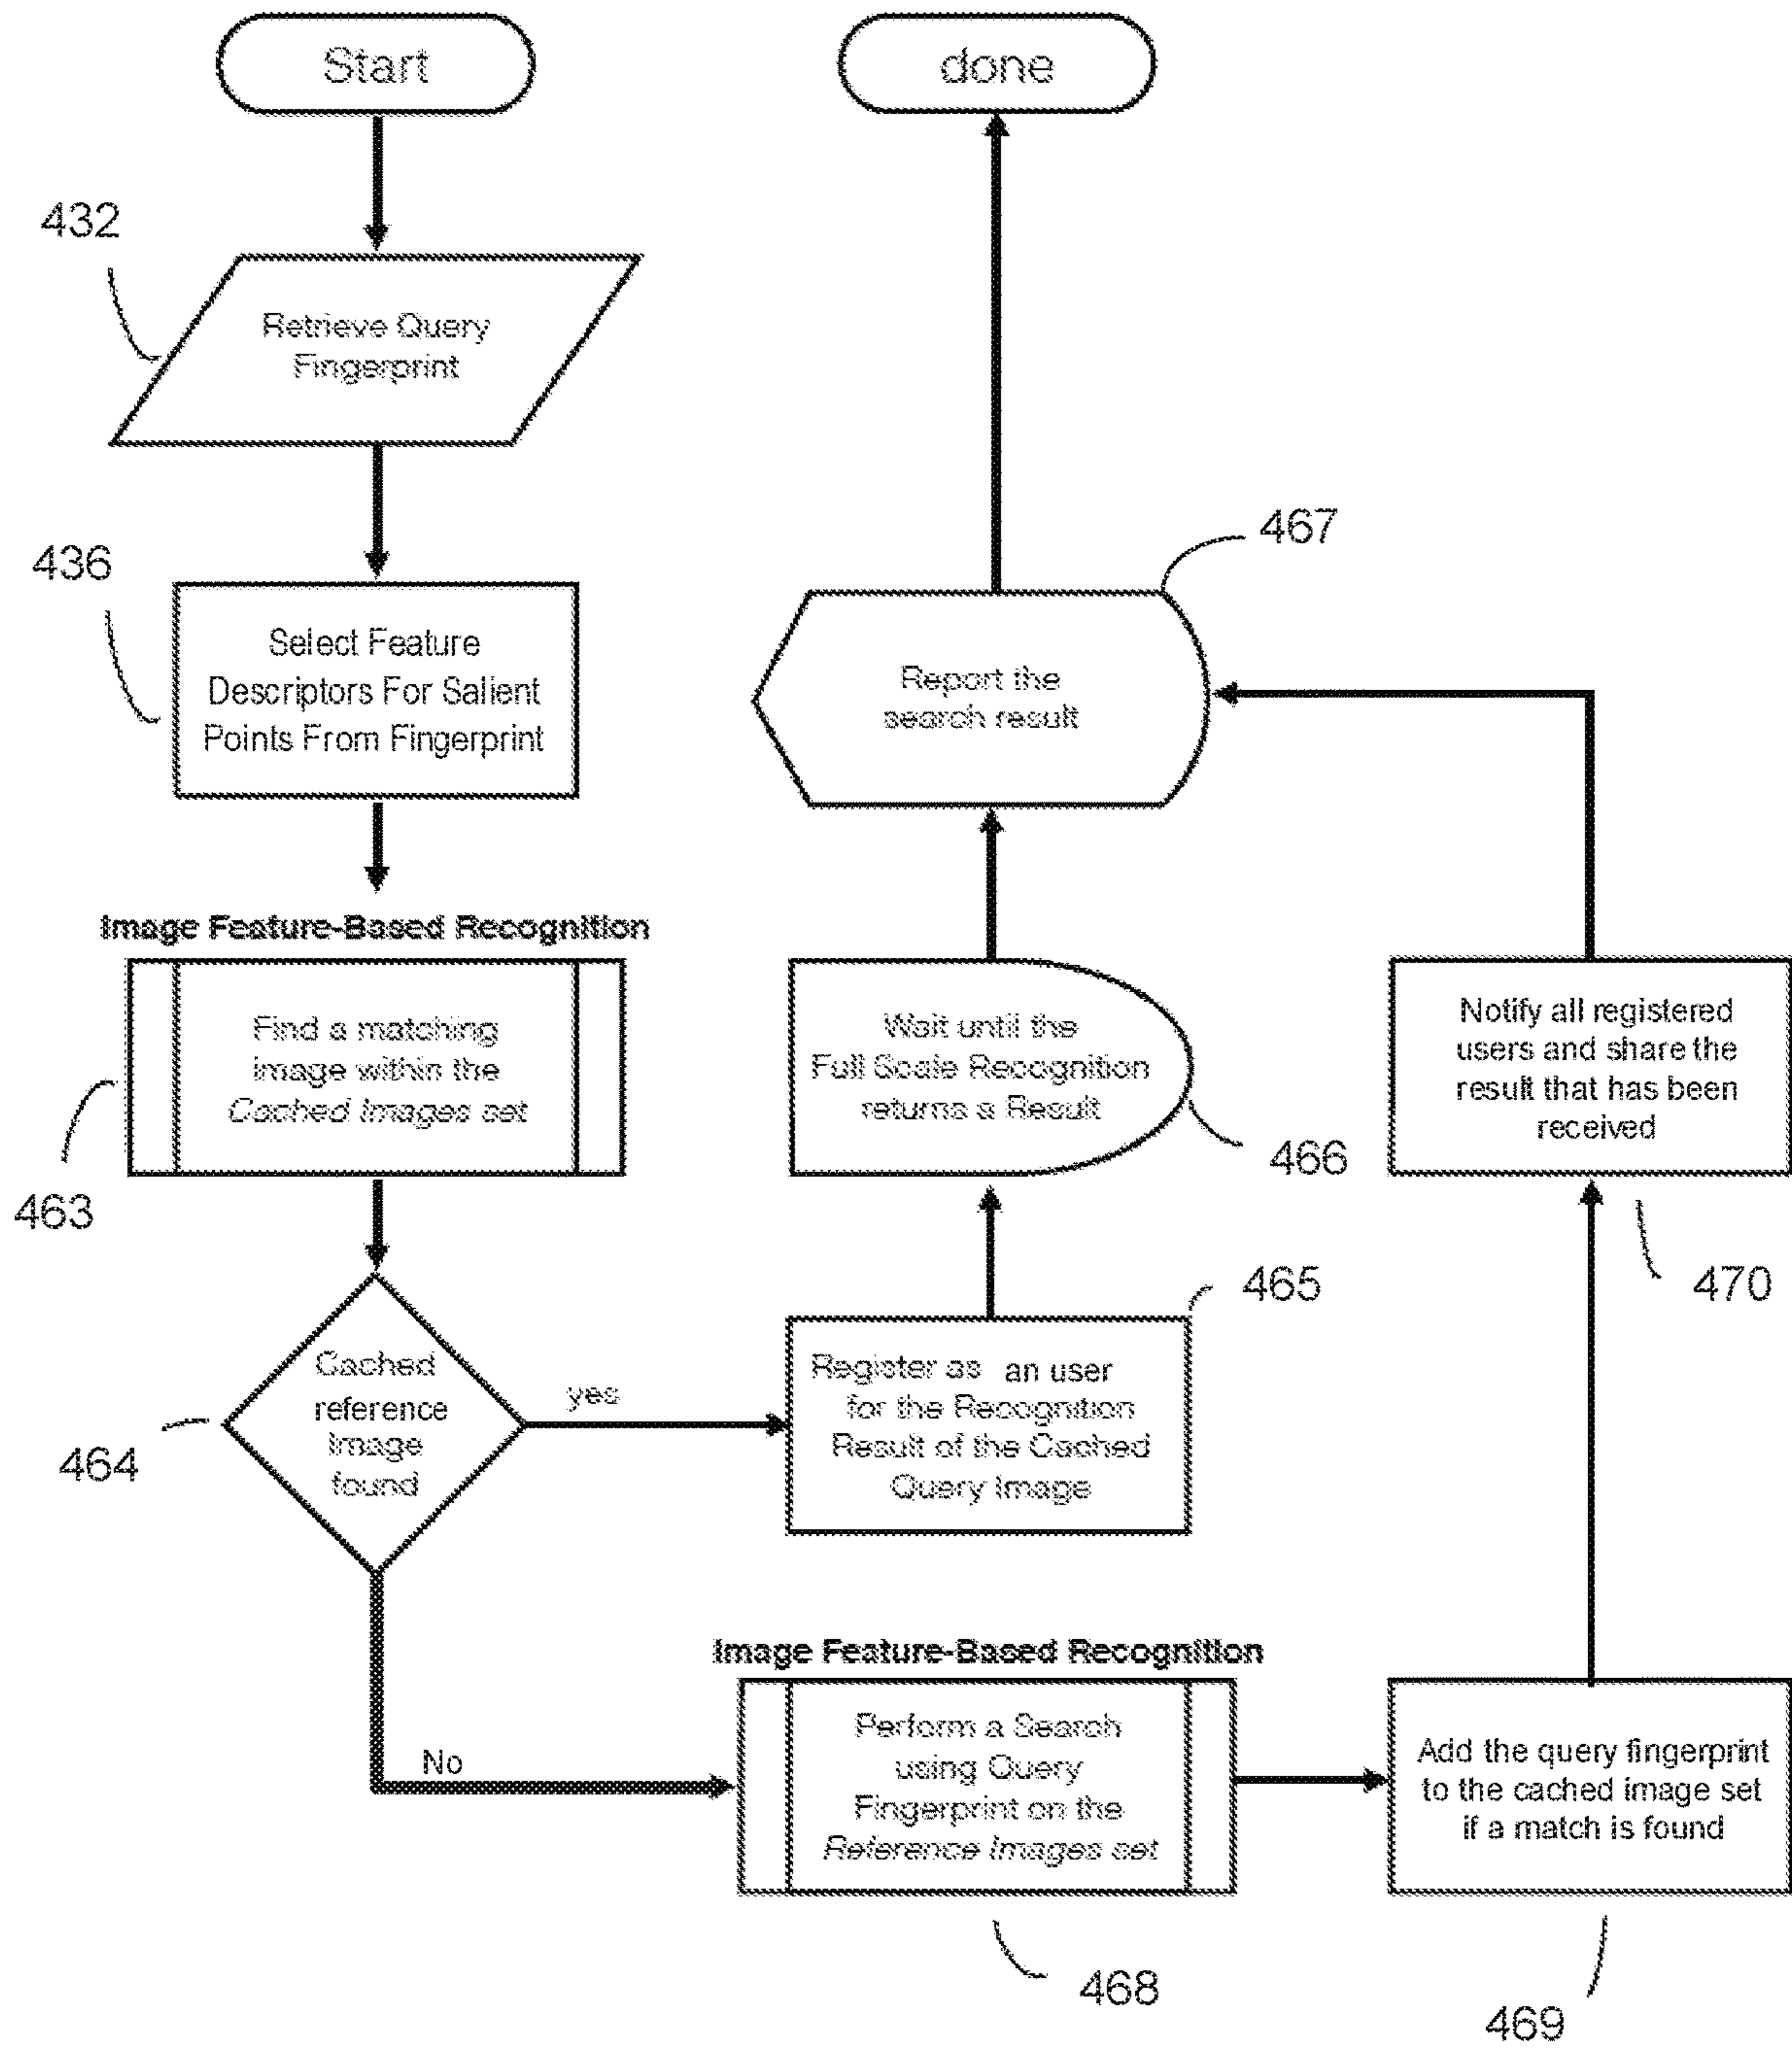 Start
432
Retrieve Query
Fingerprint
436
Select Feature
Descriptors For Salient
Points From Fingerprint
Image Feature-Based Recognition
Find a matching
image within the
Cached Images set
463
Cached
reference
Image
found
464
yes
No
Register as an user
for the Recognition
Result of the Cached
Query Image
465
Wait until the
Full Scale Recognition
returns a Result
466
Report the
search result
467
done
Image Feature-Based Recognition
Perform a Search
using Query
Fingerprint on the
Reference Images set
468
Add the query fingerprint
to the cached image set
if a match is found
469
Notify all registered
users and share the
result that has been
received
470